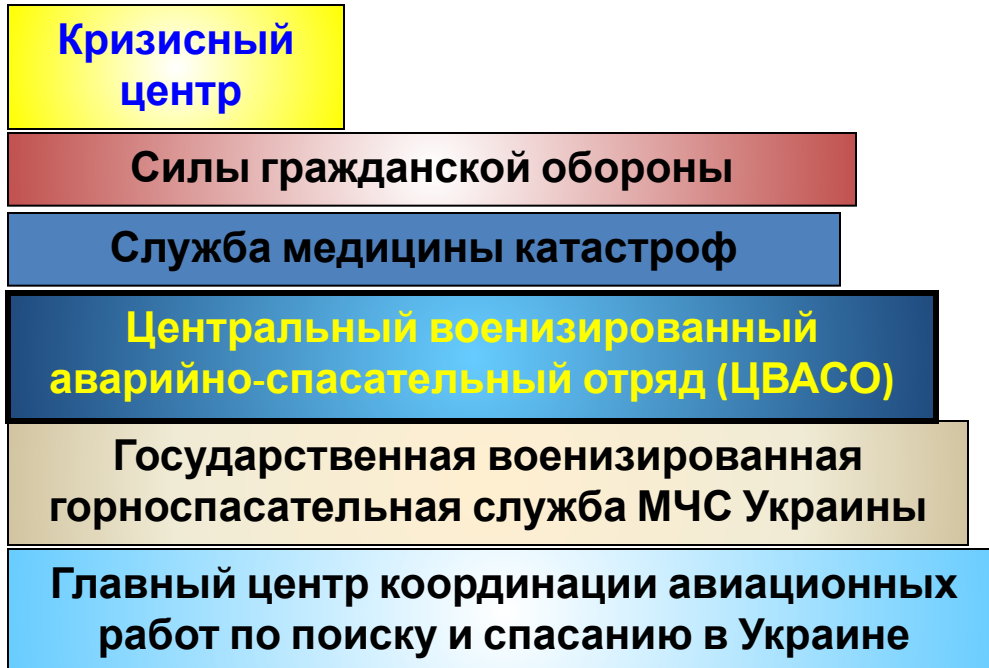 Кризисный
центр
Силы гражданской обороны
Служба медицины катастроф
Центральный военизированный
аварийно-спасательный отряд (ЦВАСО)
Государственная военизированная
горноспасательная служба МЧС Украины
Главный центр координации авиационных
работ по поиску и спасанию в Украине